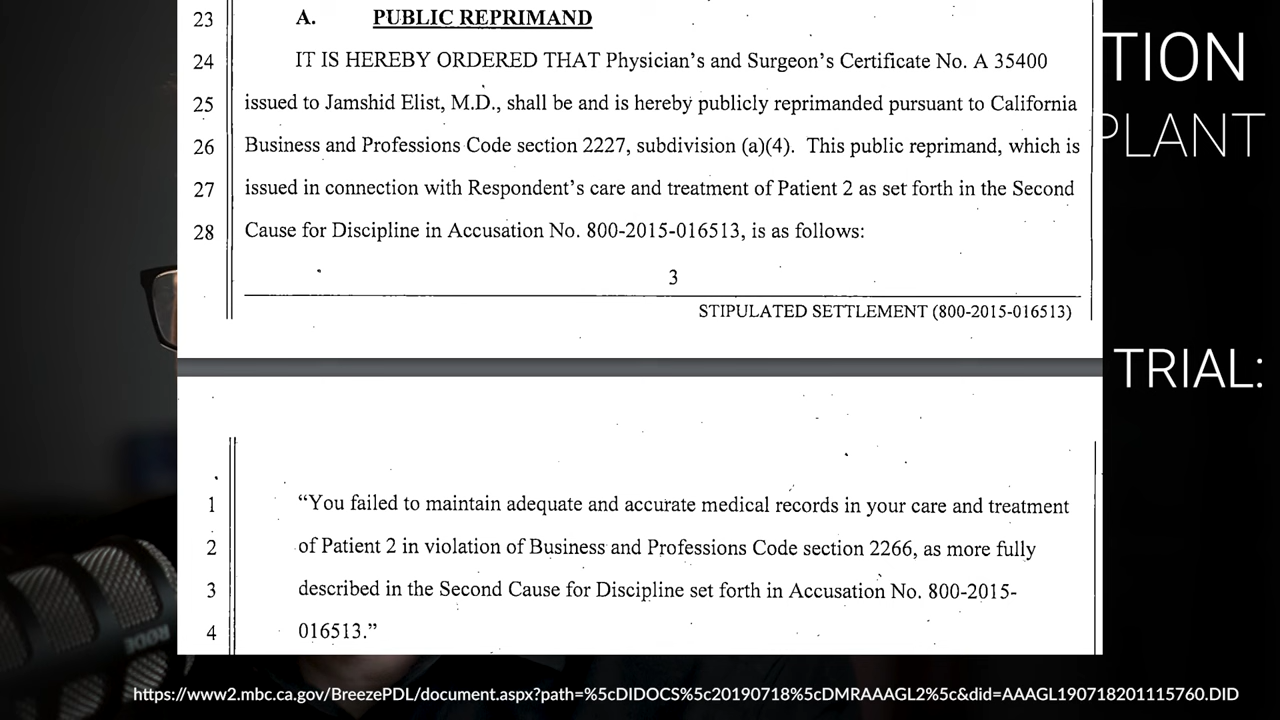 23 A. PUBLIC REPRIMAND
24 IT IS HEREBY ORDERED THAT Physician's and Surgeon's Certificate No. A 35400
25 issued to Jamshid Elist, M.D., shall be and is hereby publicly reprimanded pursuant to California
26 Business and Professions Code section 2227, subdivision (a)(4). This public reprimand, which is
27 issued in connection with Respondent's care and treatment of Patient 2 as set forth in the Second
28 Cause for Discipline in Accusation No. 800-2015-016513, is as follows:
3
STIPULATED SETTLEMENT (800-2015-016513)
1 “You failed to maintain adequate and accurate medical records in your care and treatment
2 of Patient 2 in violation of Business and Professions Code section 2266, as more fully
3 described in the Second Cause for Discipline set forth in Accusation No. 800-2015-
4 016513.”
TION
PLANT
TRIAL:
RODE
https://www2.mbc.ca.gov/BreezePDL/document.aspx?path=%5cDIDOCS%5c20190718%5cDMRAAAGL2%5c&did=AAAGL190718201115760.DID